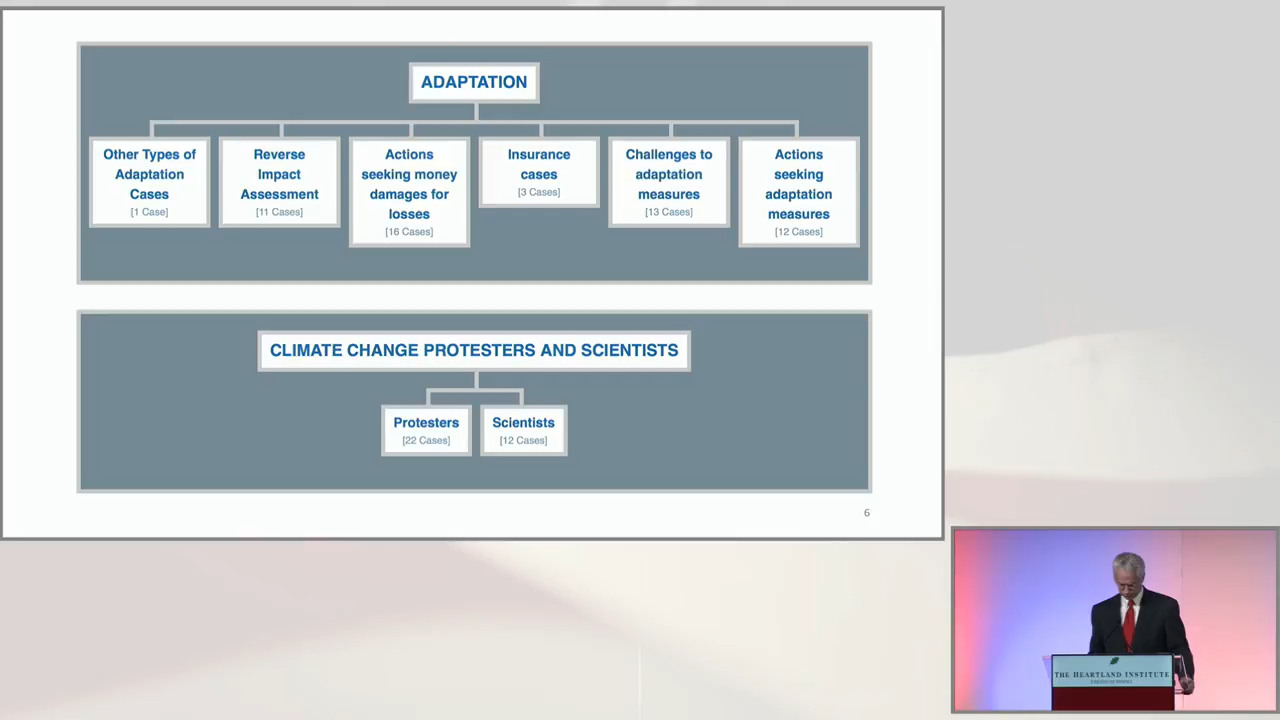 ADAPTATION
Other Types of
Adaptation
Cases
[1 Case]
Reverse
Impact
Assessment
[11 Cases]
Actions
seeking money
damages for
losses
[16 Cases]
Insurance
cases
[3 Cases]
Challenges to
adaptation
measures
[13 Cases]
Actions
seeking
adaptation
measures
[12 Cases]
CLIMATE CHANGE PROTESTERS AND SCIENTISTS
Protesters
[22 Cases]
Scientists
[12 Cases]
6
THE HEARTLAND INSTITUTE